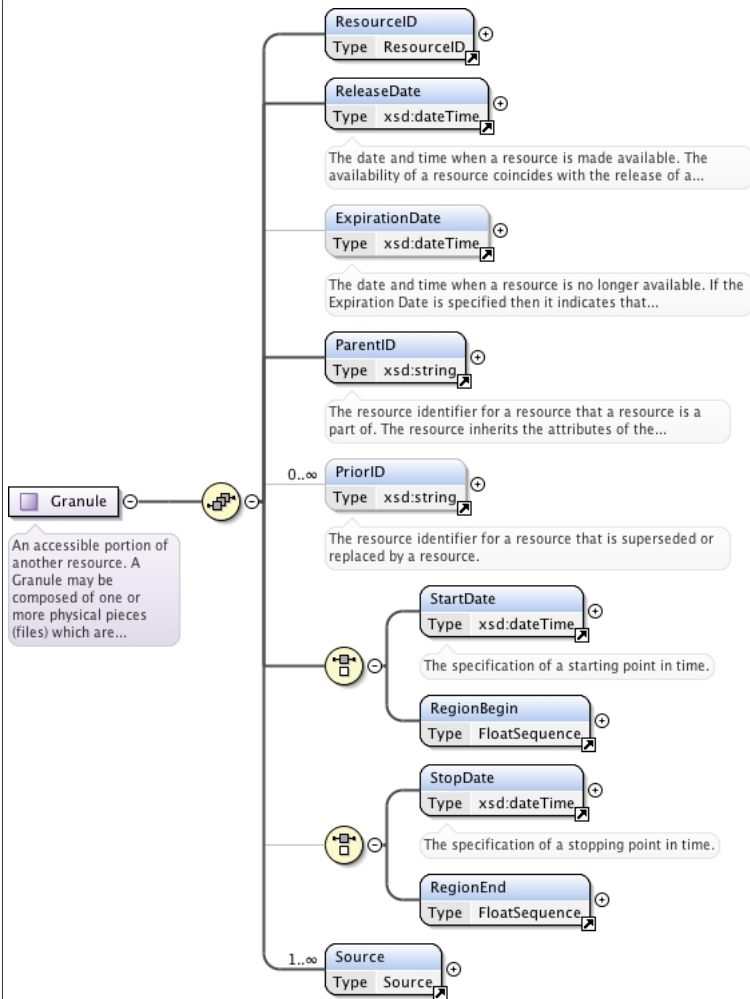 ResourceID
Type ResourceID
ReleaseDate
Type xsd:dateTime
The date and time when a resource is made available. The
availability of a resource coincides with the release of a...
ExpirationDate
Type xsd:dateTime
The date and time when a resource is no longer available. If the
Expiration Date is specified then it indicates that...
ParentID
Type xsd:string
The resource identifier for a resource that a resource is a
part of. The resource inherits the attributes of the...
0..∞
PriorID
Type xsd:string
The resource identifier for a resource that is superseded or
replaced by a resource.
Granule
An accessible portion of
another resource. A
Granule may be
composed of one or
more physical pieces
(files) which are...
StartDate
Type xsd:dateTime
The specification of a starting point in time.
RegionBegin
Type FloatSequence
StopDate
Type xsd:dateTime
The specification of a stopping point in time.
RegionEnd
Type FloatSequence
1..∞
Source
Type Source